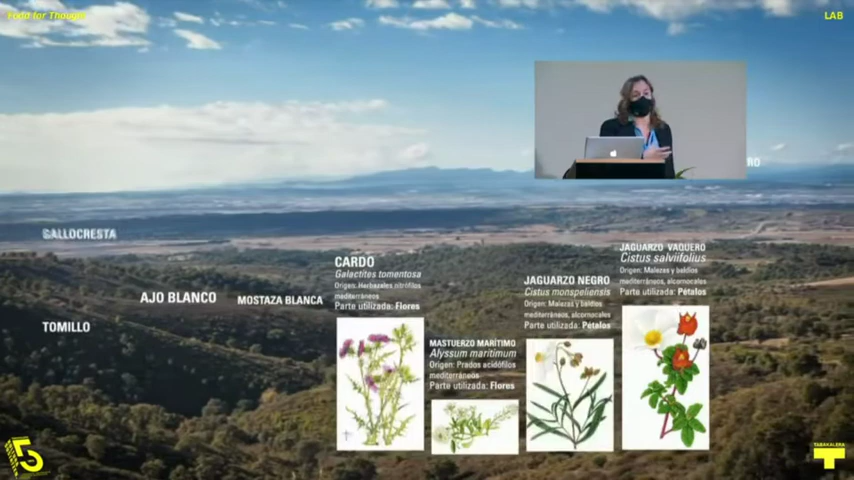 Food for Thought
LAB
GALLOCRESTA
TOMILLO
AJO BLANCO
MOSTAZA BLANCA
CARDO
Galactites tomentosa
Origen: Herbazales nitrófilos
mediterráneos
Parte utilizada: Flores
MASTUERZO MARÍTIMO
Alyssum maritimum
Origen: Prados acidófilos
mediterráneos
Parte utilizada: Flores
JAGUARZO NEGRO
Cistus monspeliensis
Origen: Malezas y baldíos
mediterráneos, alcornocales
Parte utilizada: Pétalos
JAGUARZO VAQUERO
Cistus salviifolius
Origen: Malezas y baldíos
mediterráneos, alcornocales
Parte utilizada: Pétalos
5
TABAKALERA